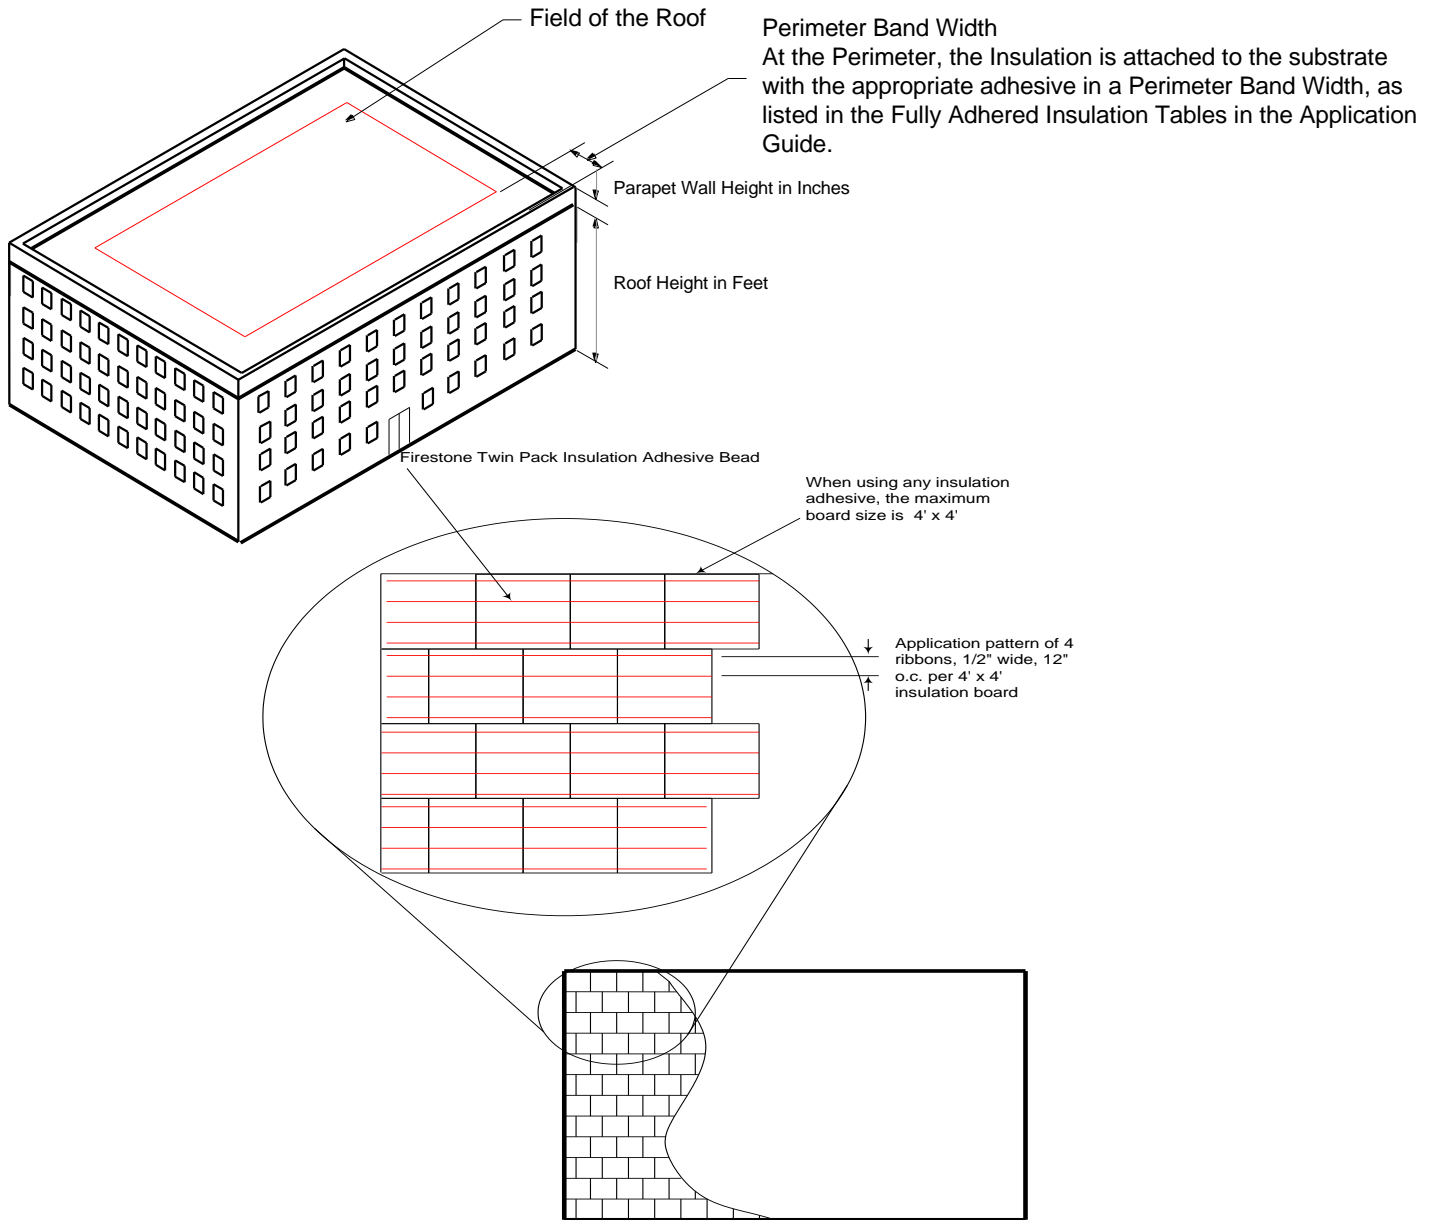 Field of the Roof
Perimeter Band Width
At the Perimeter, the Insulation is attached to the substrate
with the appropriate adhesive in a Perimeter Band Width, as
listed in the Fully Adhered Insulation Tables in the Application
Guide.
Parapet Wall Height in Inches
Roof Height in Feet
Firestone Twin Pack Insulation Adhesive Bead
When using any insulation
adhesive, the maximum
board size is 4' x 4'
Application pattern of 4
ribbons, 1/2" wide, 12"
o.c. per 4' x 4'
insulation board